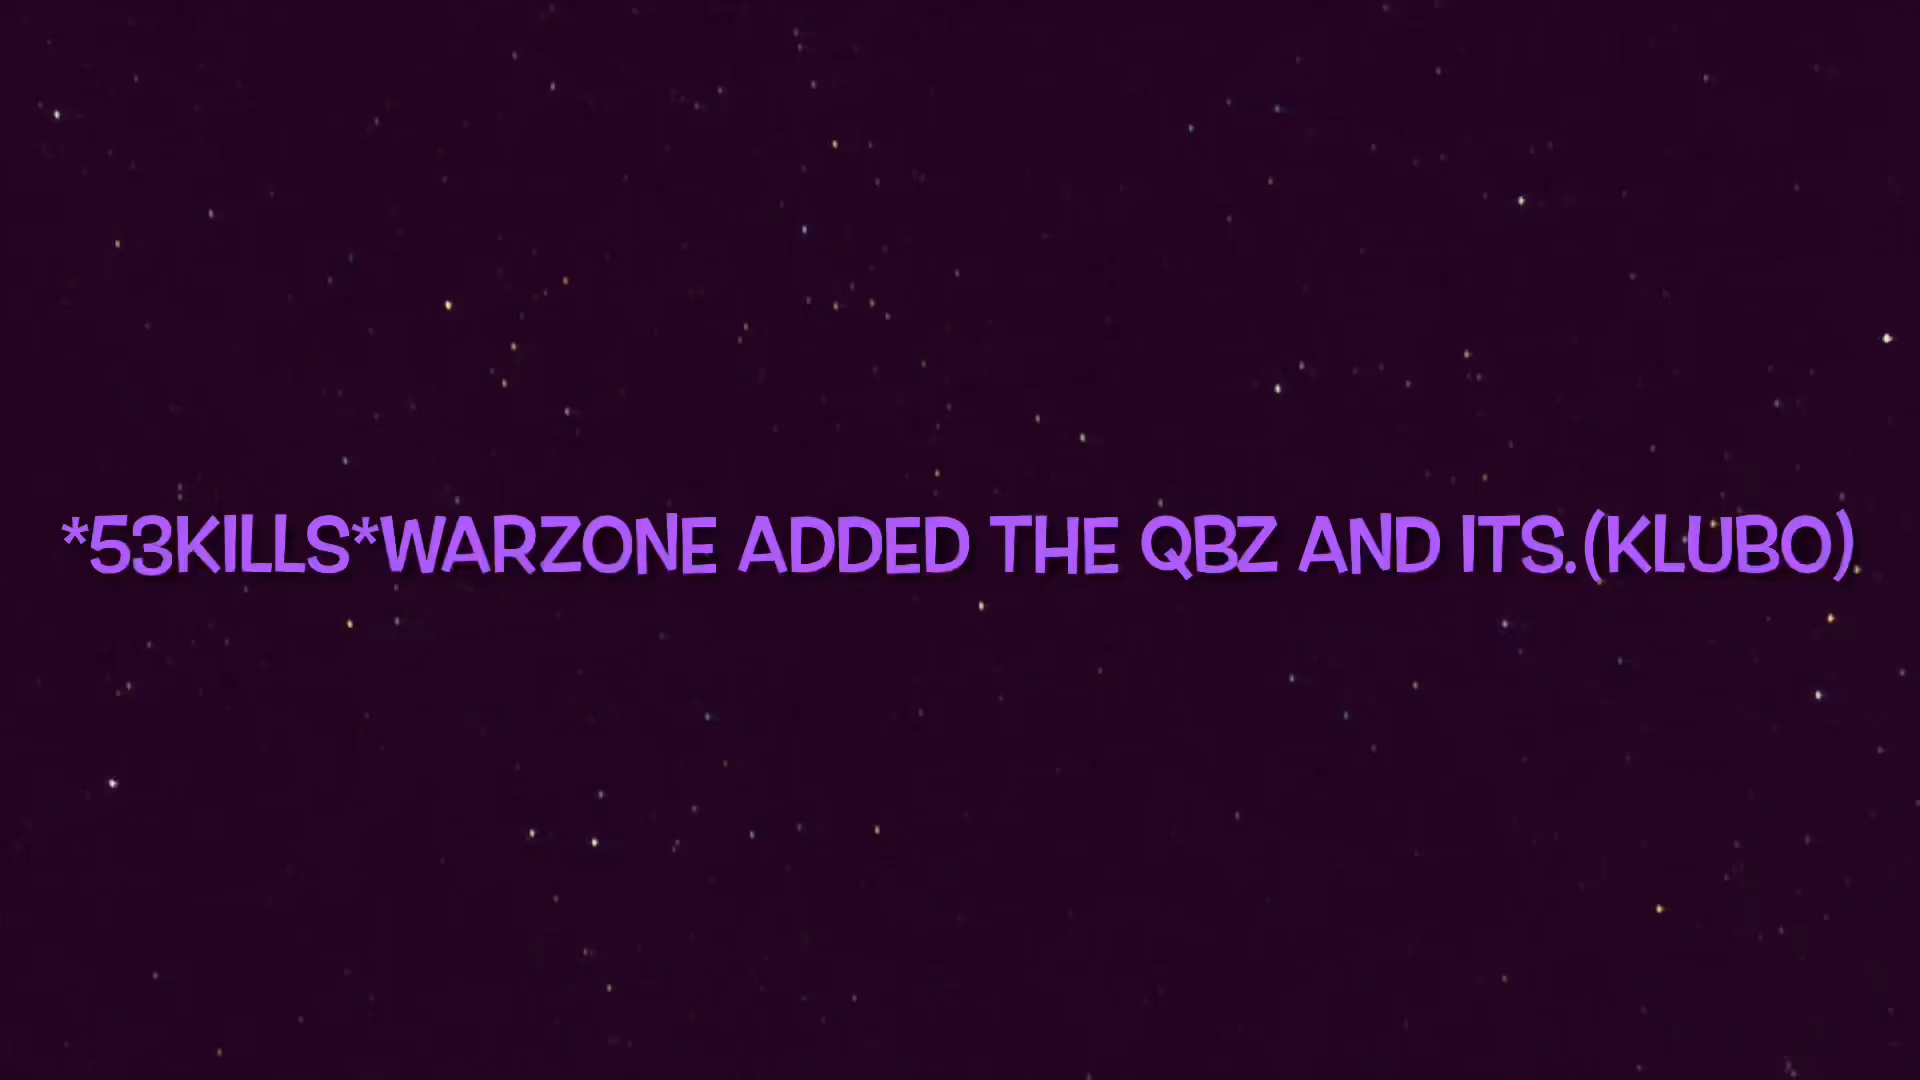 *53KILLS*WARZONE ADDED THE QBZ AND ITS.(KLUBO)